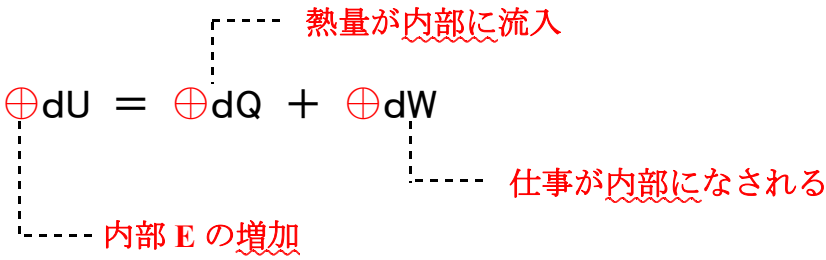 熱量が内部に流入
⊕dU = ⊕dQ + ⊕dW
仕事が内部になされる
内部 E の増加